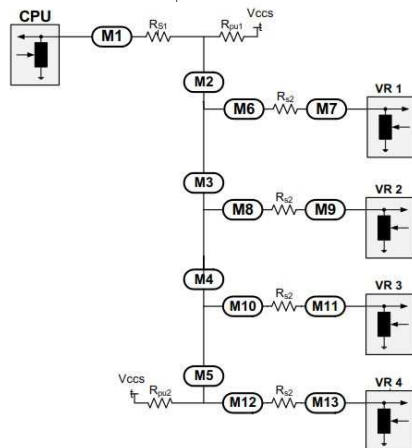 CPU
M1
RS1
Rpu1
Vccs
M2
M6
Rs2
M7
VR 1
M3
M8
Rs2
M9
VR 2
M4
M10
Rs2
M11
VR 3
M5
Vccs
Rpu2
M12
Rs2
M13
VR 4